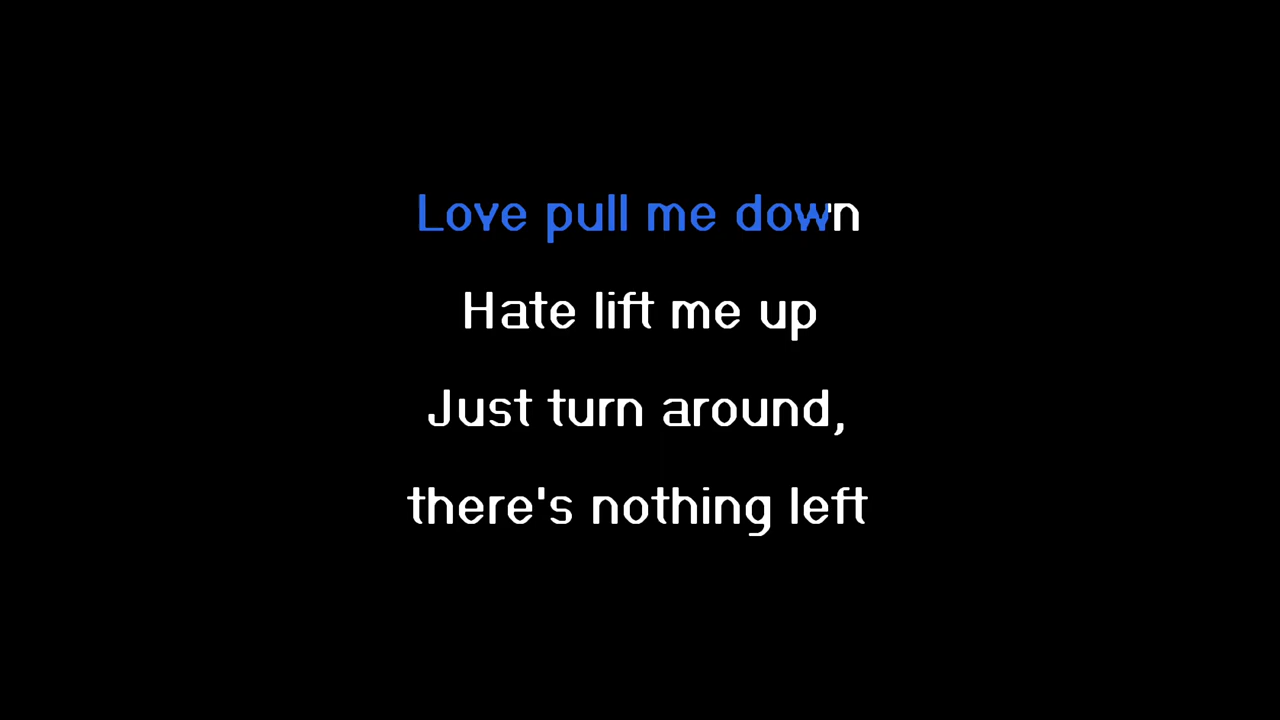 Love pull me down
Hate lift me up
Just turn around,
there's nothing left